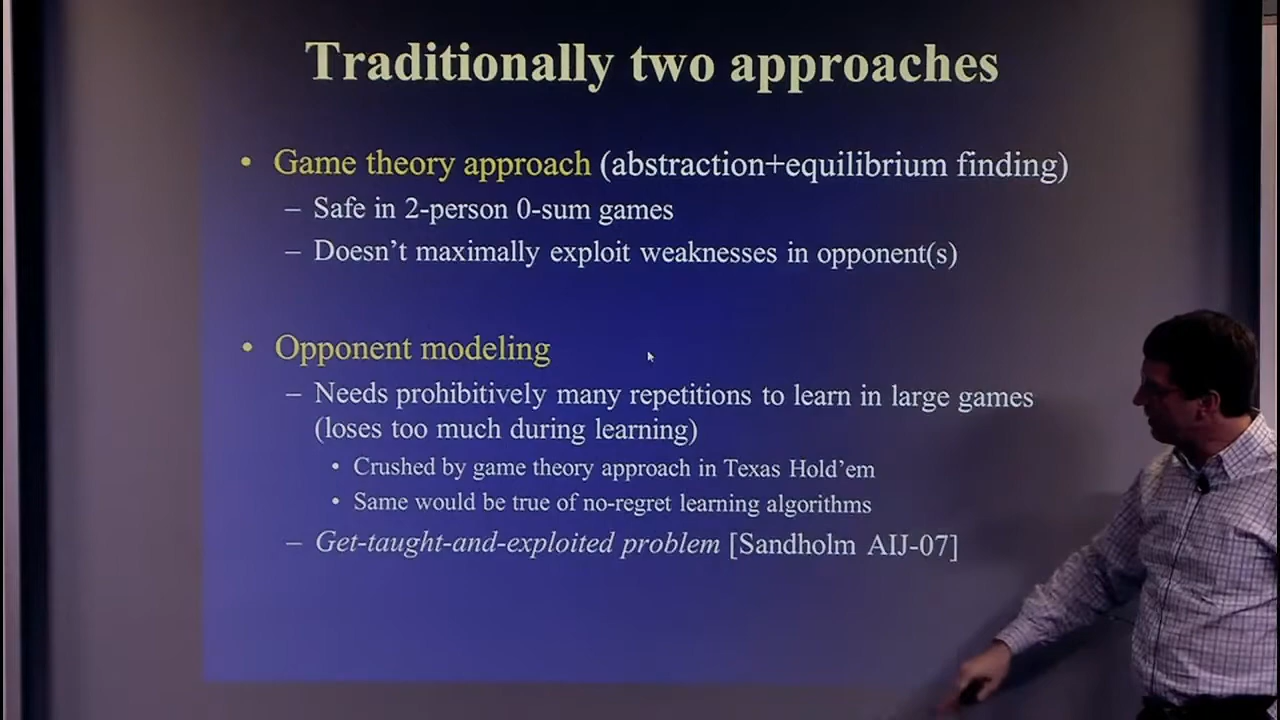 Traditionally two approaches
• Game theory approach (abstraction+equilibrium finding)
– Safe in 2-person 0-sum games
– Doesn't maximally exploit weaknesses in opponent(s)
• Opponent modeling
– Needs prohibitively many repetitions to learn in large games
(loses too much during learning)
• Crushed by game theory approach in Texas Hold'em
• Same would be true of no-regret learning algorithms
– Get-taught-and-exploited problem [Sandholm AIJ-07]